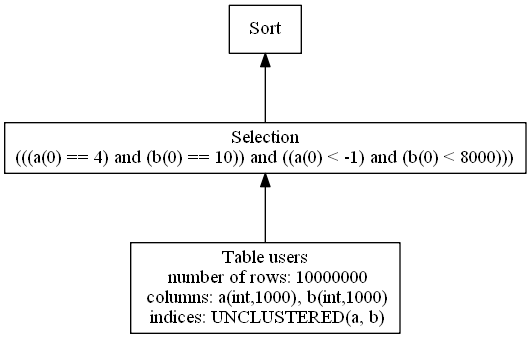 Sort
Selection
(((a(0) == 4) and (b(0) == 10)) and ((a(0) < -1) and (b(0) < 8000)))
Table users
number of rows: 10000000
columns: a(int,1000), b(int,1000)
indices: UNCLUSTERED(a, b)